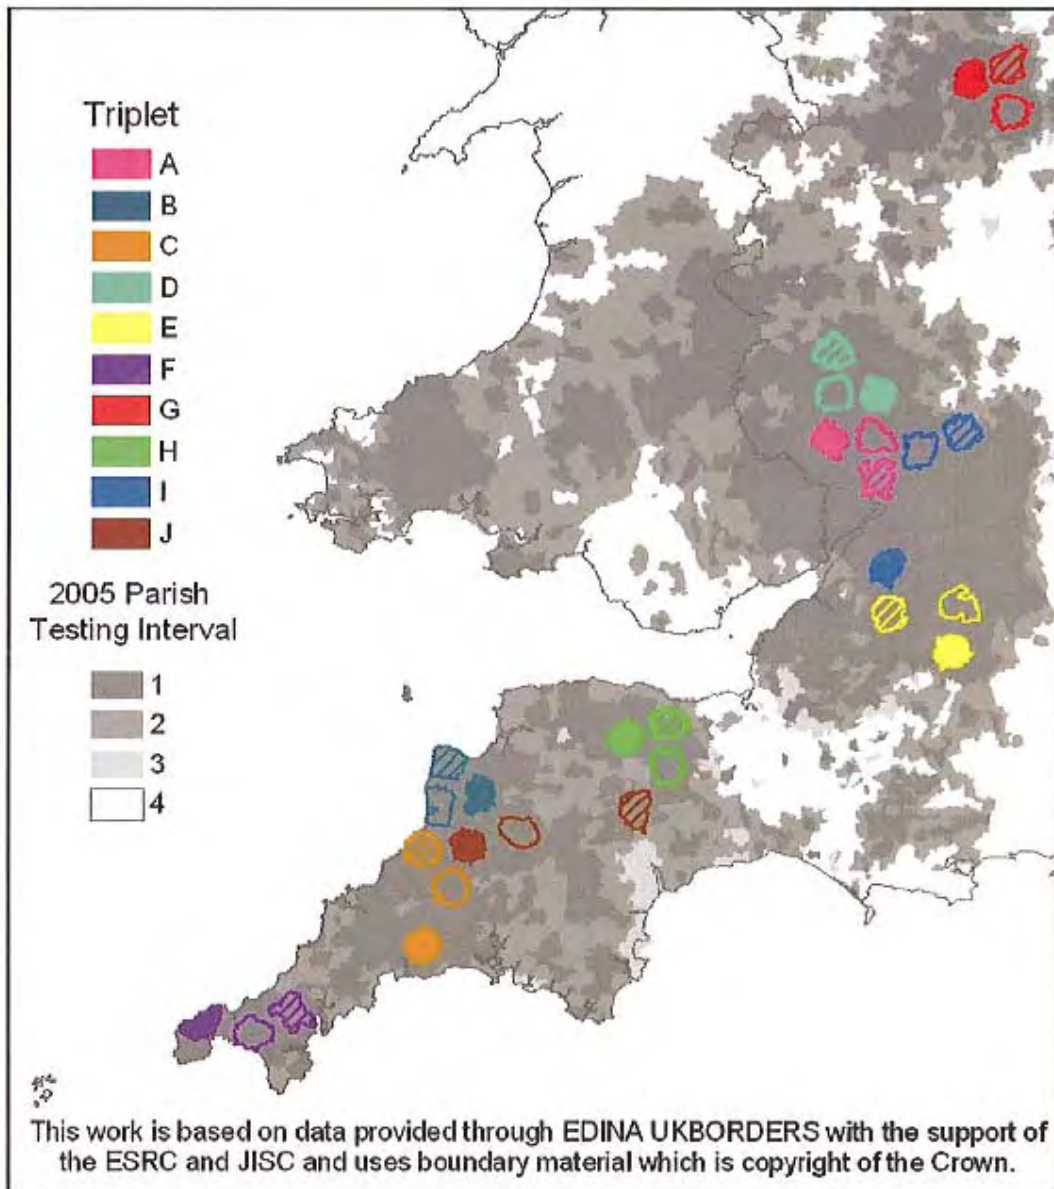 Triplet
A
B
C
D
E
F
G
H
I
J
2005 Parish
Testing Interval
1
2
3
4
This work is based on data provided through EDINA UKBORDERS with the support of
the ESRC and JISC and uses boundary material which is copyright of the Crown.